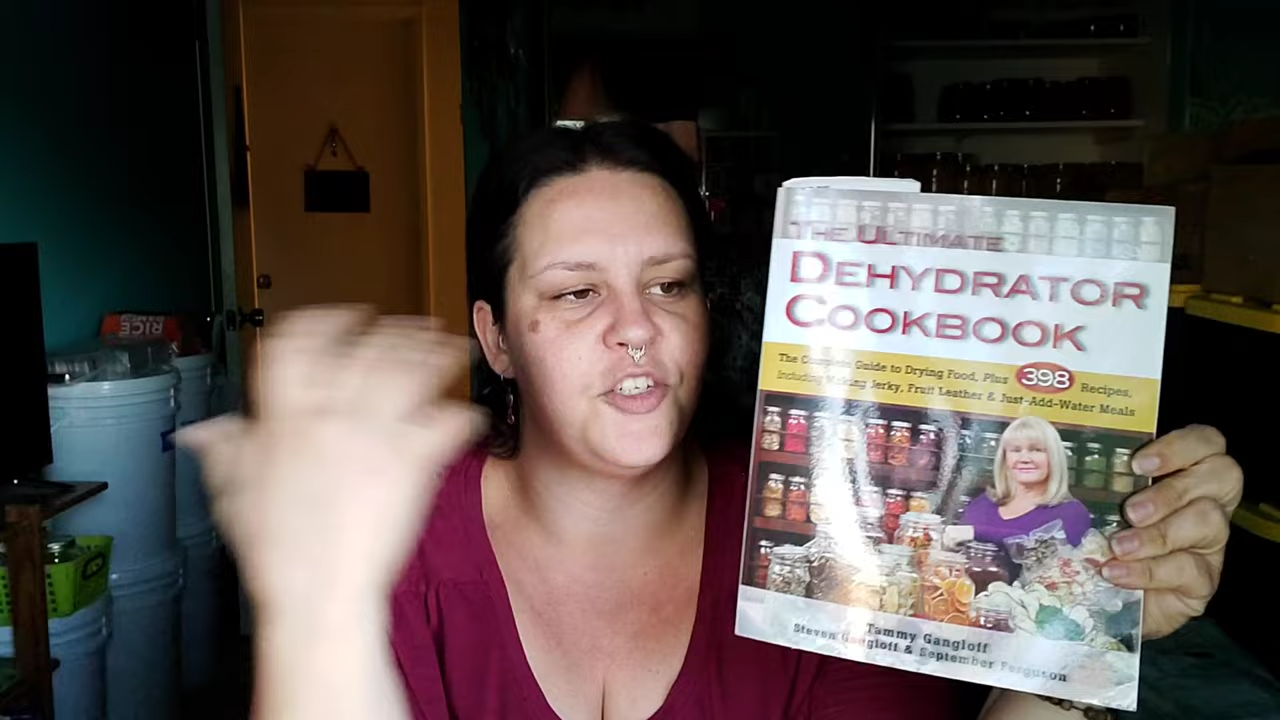 RICE
THE ULTIMATE
DEHYDRATOR
COOKBOOK
The Complete Guide to Drying Food, Plus 398 Recipes,
Including Making Jerky, Fruit Leather & Just-Add-Water Meals
Tammy Gangloff
Steven Gangloff & September Ferguson